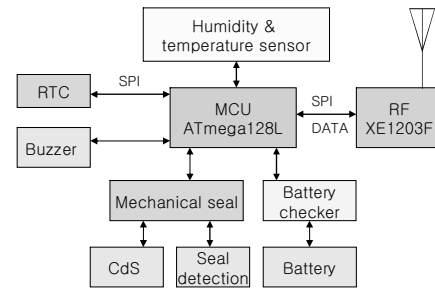 Humidity &
temperature sensor
RTC
SPI
MCU
ATmega128L
SPI
DATA
RF
XE1203F
Buzzer
Mechanical seal
Battery
checker
CdS
Seal
detection
Battery